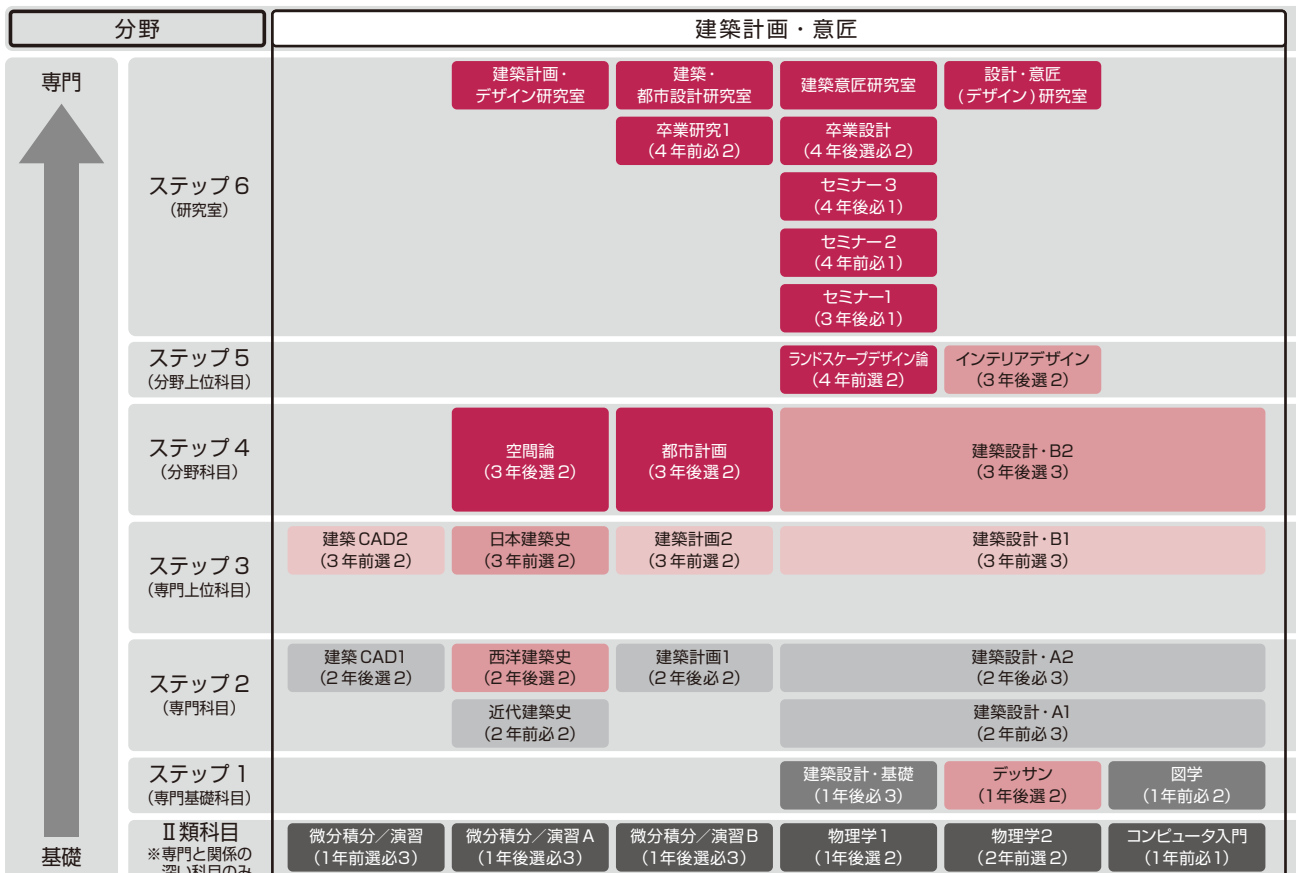 分野
建築計画・意匠
専門
基礎
ステップ6
(研究室)
建築計画・
デザイン研究室
建築・
都市設計研究室
建築意匠研究室
設計・意匠
(デザイン)研究室
卒業研究1
(4年前必2)
卒業設計
(4年後選必2)
セミナー3
(4年後必1)
セミナー2
(4年前必1)
セミナー1
(3年後必1)
ステップ5
(分野上位科目)
ランドスケープデザイン論
(4年前選2)
インテリアデザイン
(3年後選2)
ステップ4
(分野科目)
空間論
(3年後選2)
都市計画
(3年後選2)
建築設計・B2
(3年後選3)
ステップ3
(専門上位科目)
建築CAD2
(3年前選2)
日本建築史
(3年前選2)
建築計画2
(3年前選2)
建築設計・B1
(3年前選3)
ステップ2
(専門科目)
建築CAD1
(2年後選2)
西洋建築史
(2年後選2)
建築計画1
(2年後必2)
建築設計・A2
(2年後必3)
近代建築史
(2年前必2)
建築設計・A1
(2年前必3)
ステップ1
(専門基礎科目)
建築設計・基礎
(1年後必3)
デッサン
(1年後選2)
図学
(1年前必2)
Ⅱ類科目
※専門と関係の
深い科目のみ
微分積分/演習
(1年前選必3)
微分積分/演習A
(1年後選必3)
微分積分/演習B
(1年後選必3)
物理学1
(1年後選2)
物理学2
(2年前選2)
コンピュータ入門
(1年前必1)